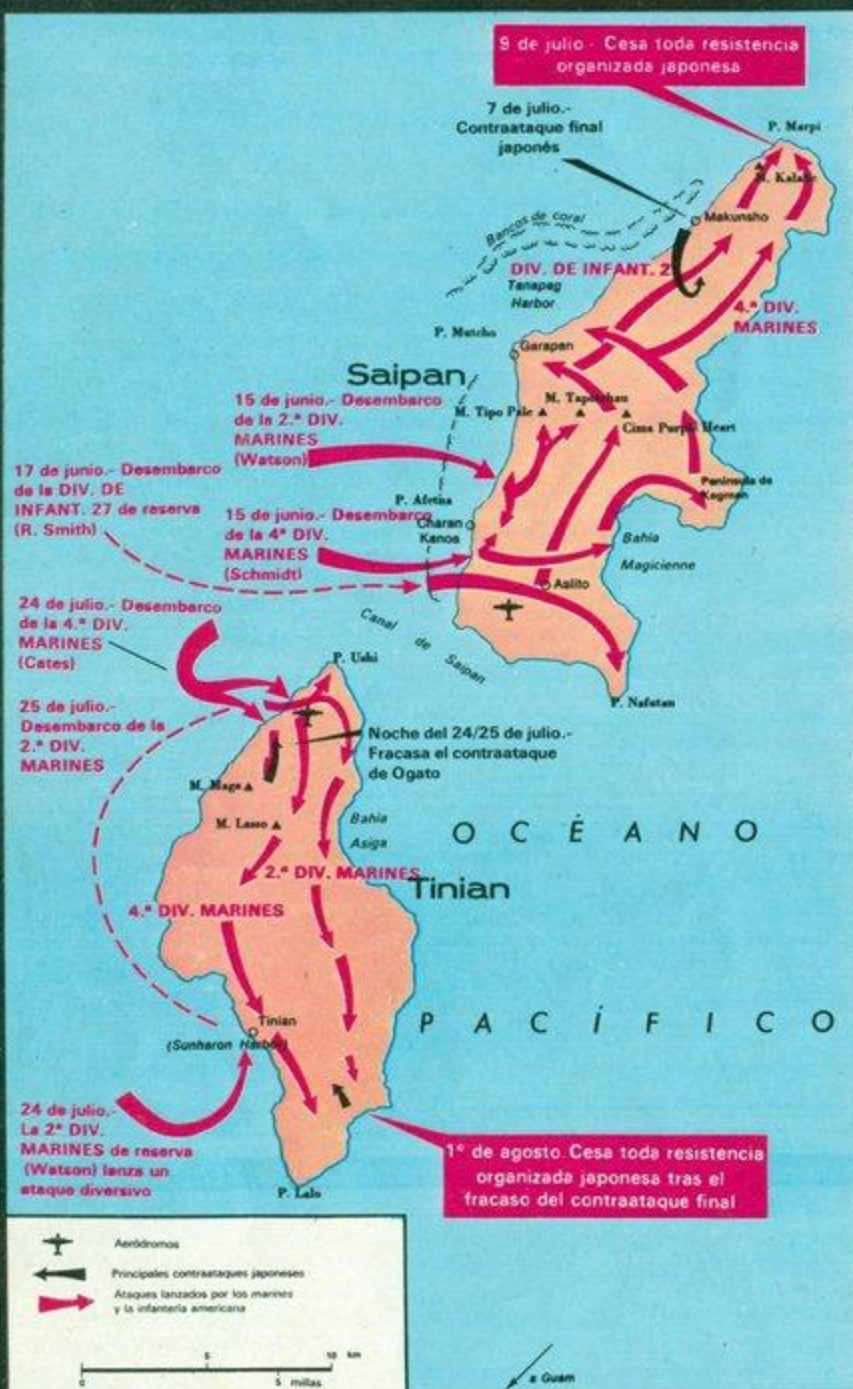 9 de julio - Cesa toda resistencia
organizada japonesa
7 de julio.-
Contraataque final
japonés
P. Marpi
M. Kalabe
Makunsho
Bancos de coral
DIV. DE INFANT. 2
Tanapag
Harbor
4.ª DIV.
MARINES
P. Mutcho
Garapan
Saipan
15 de junio.- Desembarco
de la 2.ª DIV.
MARINES
(Watson)
M. Tapotchau
M. Tipo Pale
Cima Purple Heart
17 de junio.- Desembarco
de la DIV. DE
INFANT. 27 de reserva
(R. Smith)
Península de
Kagman
P. Afetna
15 de junio.- Desembarco
de la 4ª DIV.
MARINES
(Schmidt)
Charan
Kanoa
Bahía
Magicienne
Aslito
24 de julio.- Desembarco
de la 4.ª DIV.
MARINES
(Cates)
Canal de Saipan
P. Ushi
P. Nafutan
25 de julio.-
Desembarco de la
2.ª DIV.
MARINES
Noche del 24/25 de julio.-
Fracasa el contraataque
de Ogato
M. Maga
M. Lasso
Bahía
Asiga
OCÉANO
2.ª DIV. MARINES
Tinian
4.ª DIV. MARINES
Tinian
(Sunharon Harbor)
PACÍFICO
24 de julio.-
La 2ª DIV.
MARINES de reserva
(Watson) lanza un
ataque diversivo
1º de agosto. Cesa toda resistencia
organizada japonesa tras el
fracaso del contraataque final
P. Lalo
Aeródromos
Principales contraataques japoneses
Ataques lanzados por los marines
y la infantería americana
5 10 km
0 5 millas
a Guam